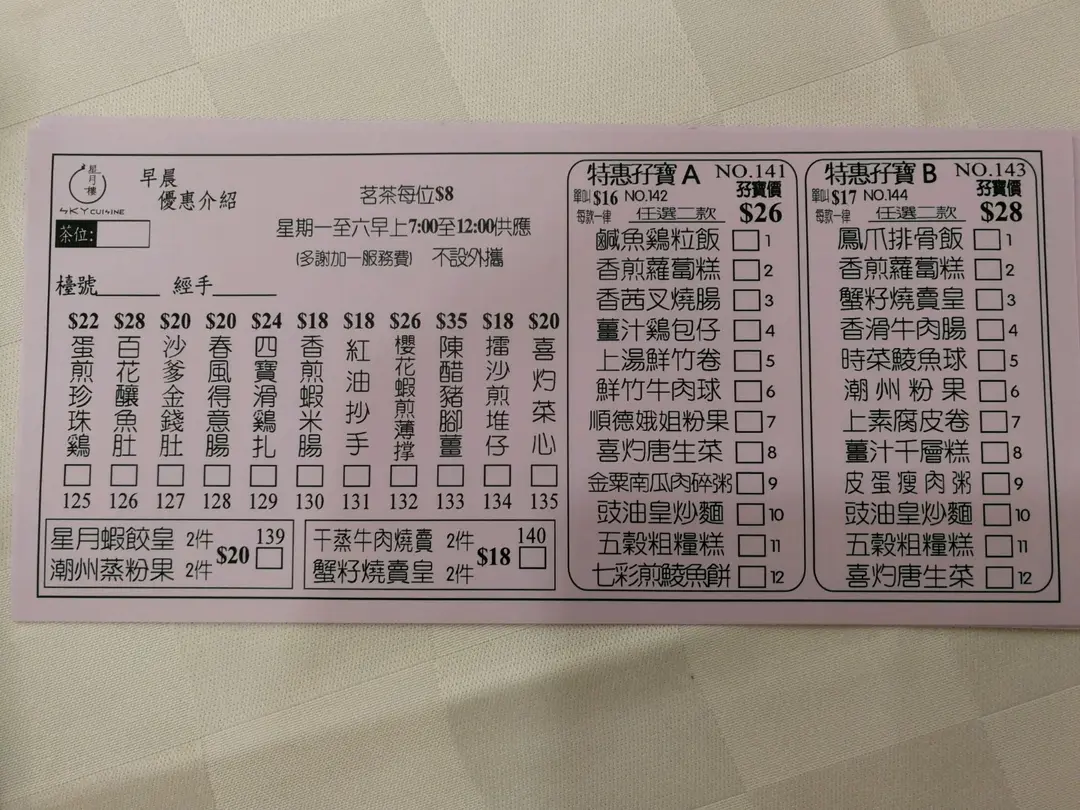 星月樓
SKY CUISINE
早晨
優惠介紹
茗茶每位$8
星期一至六早上7:00至12:00供應
(多謝加一服務費) 不設外攜
茶位:
檯號 經手
$22 蛋煎珍珠鷄 125
$28 百花釀魚肚 126
$20 沙爹金錢肚 127
$20 春風得意腸 128
$24 四寶滑鷄扎 129
$18 香煎蝦米腸 130
$18 紅油抄手 131
$26 櫻花蝦煎薄撐 132
$35 陳醋豬腳薑 133
$18 擂沙煎堆仔 134
$20 喜灼菜心 135
星月蝦餃皇 2件 139
潮州蒸粉果 2件 $20
干蒸牛肉燒賣 2件 140
蟹籽燒賣皇 2件 $18
特惠孖寶 A NO.141
單叫 $16 NO.142 孖寶價
每款一律 任選二款 $26
鹹魚鷄粒飯 1
香煎蘿蔔糕 2
香茜叉燒腸 3
薑汁鷄包仔 4
上湯鮮竹卷 5
鮮竹牛肉球 6
順德娥姐粉果 7
喜灼唐生菜 8
金粟南瓜肉碎粥 9
豉油皇炒麵 10
五穀粗糧糕 11
七彩煎鯪魚餅 12
特惠孖寶 B NO.143
單叫 $17 NO.144 孖寶價
每款一律 任選二款 $28
鳳爪排骨飯 1
香煎蘿蔔糕 2
蟹籽燒賣皇 3
香滑牛肉腸 4
時菜鯪魚球 5
潮州粉果 6
上素腐皮卷 7
薑汁千層糕 8
皮蛋瘦肉粥 9
豉油皇炒麵 10
五穀粗糧糕 11
喜灼唐生菜 12